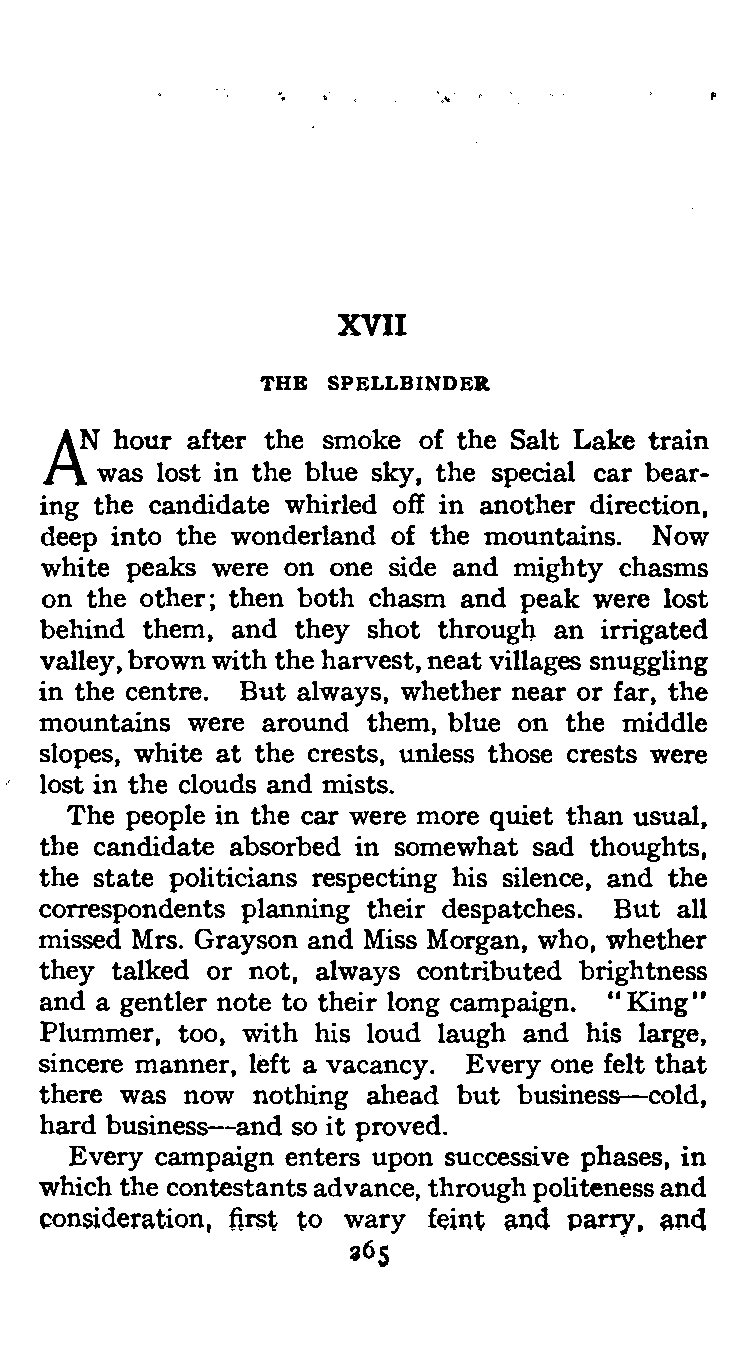 XVII
THE SPELLBINDER
AN hour after the smoke of the Salt Lake train
was lost in the blue sky, the special car bear-
ing the candidate whirled off in another direction,
deep into the wonderland of the mountains. Now
white peaks were on one side and mighty chasms
on the other; then both chasm and peak were lost
behind them, and they shot through an irrigated
valley, brown with the harvest, neat villages snuggling
in the centre. But always, whether near or far, the
mountains were around them, blue on the middle
slopes, white at the crests, unless those crests were
lost in the clouds and mists.
The people in the car were more quiet than usual,
the candidate absorbed in somewhat sad thoughts,
the state politicians respecting his silence, and the
correspondents planning their despatches. But all
missed Mrs. Grayson and Miss Morgan, who, whether
they talked or not, always contributed brightness
and a gentler note to their long campaign. "King"
Plummer, too, with his loud laugh and his large,
sincere manner, left a vacancy. Every one felt that
there was now nothing ahead but business—cold,
hard business—and so it proved.
Every campaign enters upon successive phases, in
which the contestants advance, through politeness and
consideration, first to wary feint and parry, and
265